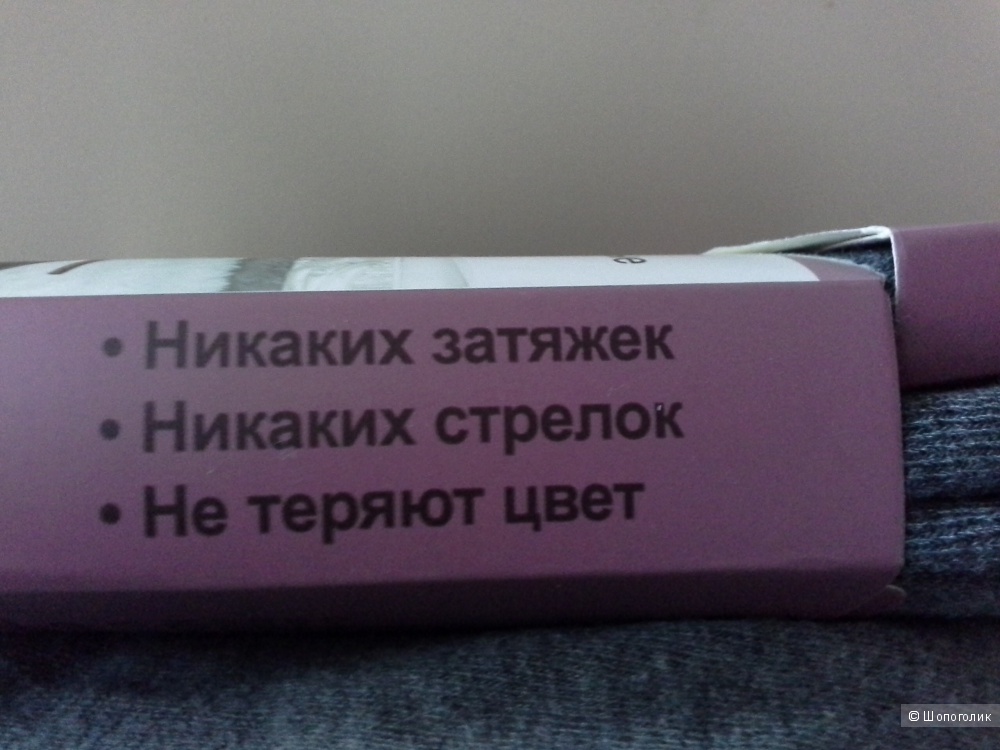 • Никаких затяжек
• Никаких стрелок
• Не теряют цвет
© Шопоголик